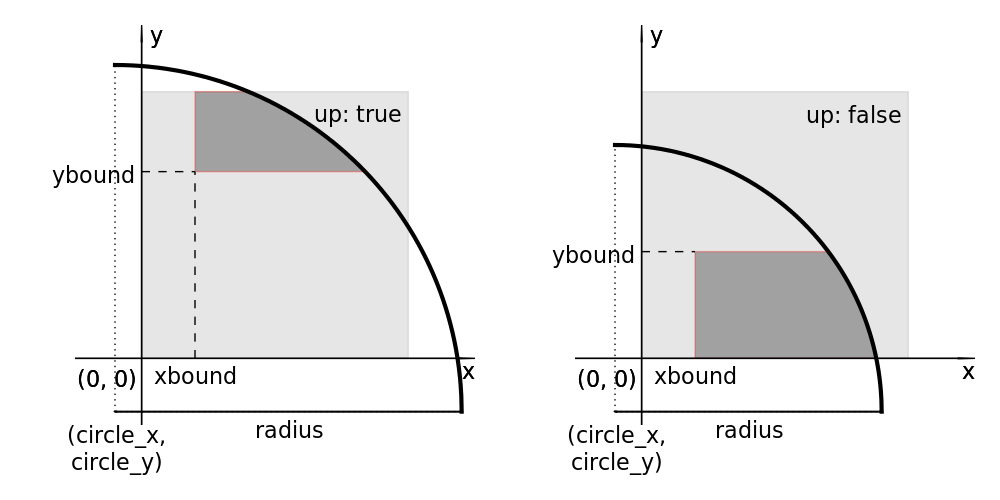 y
up: true
ybound
x
(0, 0) xbound
radius
(circle_x,
circle_y)
y
up: false
ybound
x
(0, 0) xbound
radius
(circle_x,
circle_y)